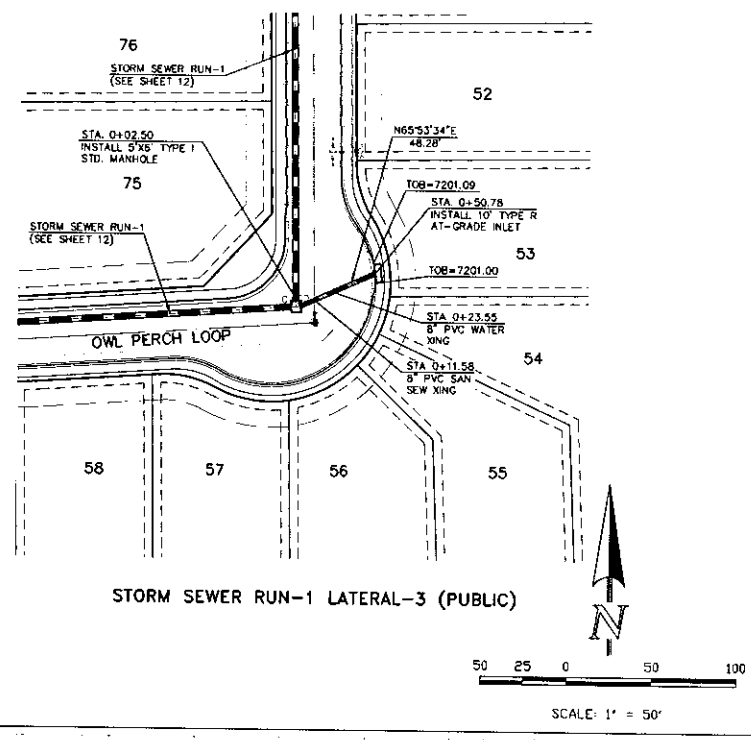 76
STORM SEWER RUN-1
(SEE SHEET 12)
52
STA. 0+02.50
INSTALL 5'X6' TYPE I
STD. MANHOLE
N65°53'34"E
48.28'
75
TOB=7201.09
STA. 0+50.78
INSTALL 10' TYPE R
AT-GRADE INLET
STORM SEWER RUN-1
(SEE SHEET 12)
53
TOB=7201.00
OWL PERCH LOOP
STA 0+23.55
8" PVC WATER
XING
54
STA 0+11.58
8" PVC SAN
SEW XING
58
57
56
55
STORM SEWER RUN-1 LATERAL-3 (PUBLIC)
N
50 25 0 50 100
SCALE: 1" = 50'